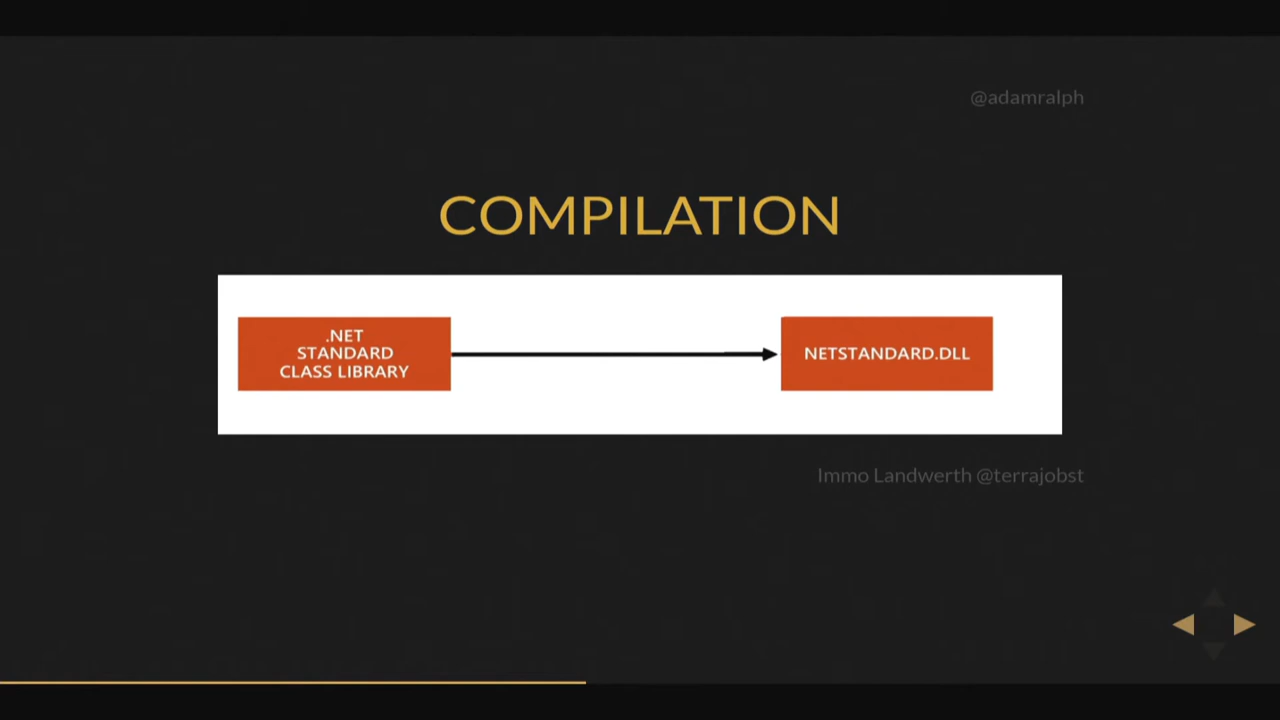 @adamralph
COMPILATION
.NET
STANDARD
CLASS LIBRARY
NETSTANDARD.DLL
Immo Landwerth @terrajobst